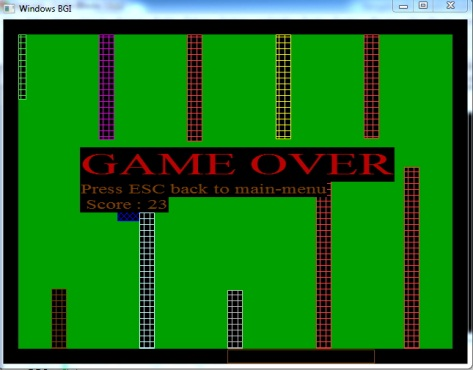 Windows BGI
GAME OVER
Press ESC back to main-menu
Score : 23